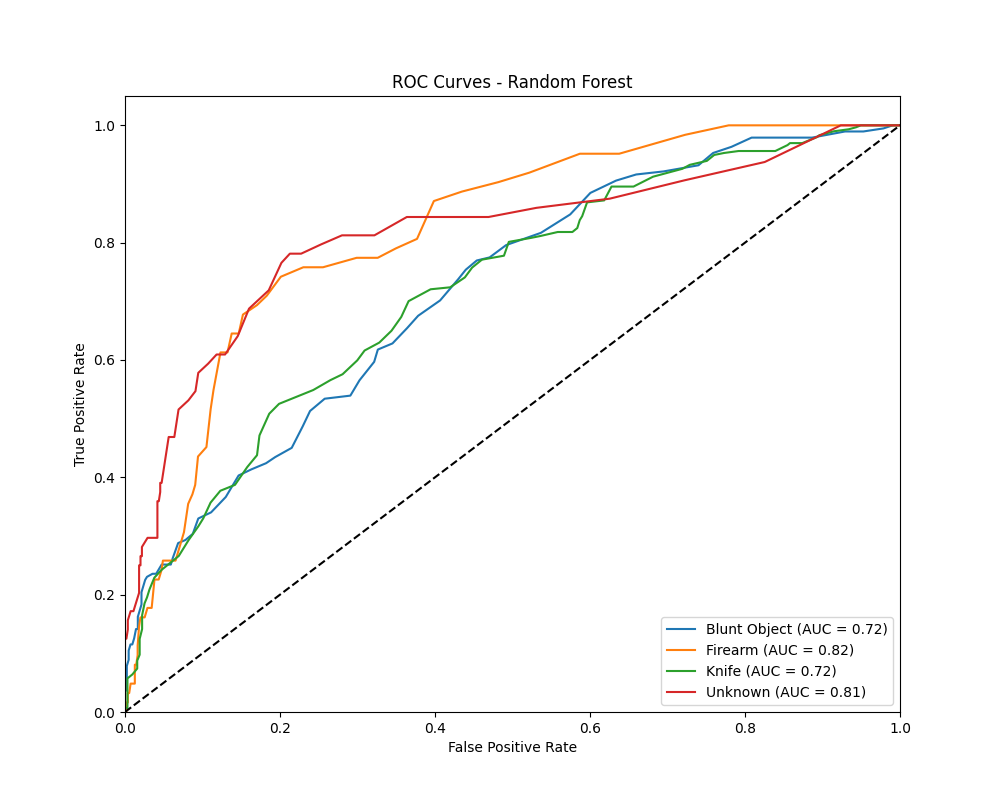 ROC Curves - Random Forest
True Positive Rate
1.0
0.8
0.6
0.4
0.2
0.0
0.0 0.2 0.4 0.6 0.8 1.0
False Positive Rate
Blunt Object (AUC = 0.72)
Firearm (AUC = 0.82)
Knife (AUC = 0.72)
Unknown (AUC = 0.81)